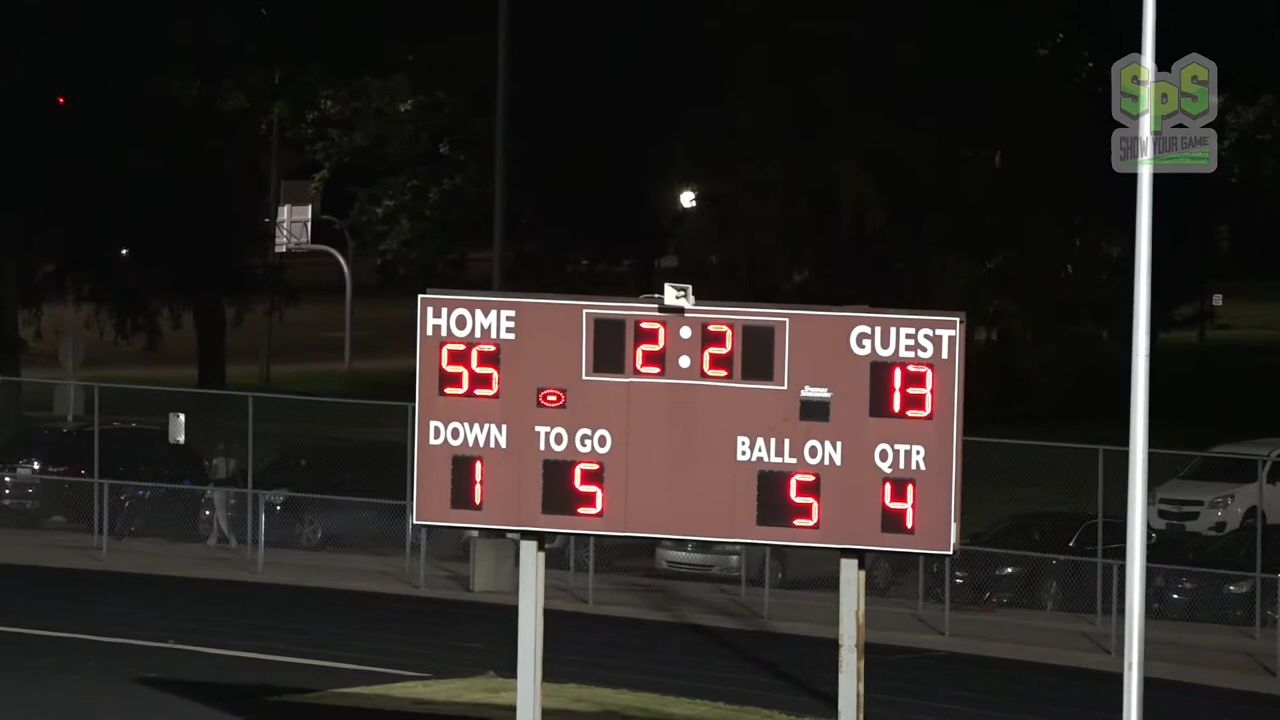 SpS
SHOW YOUR GAME
HOME
55
2:2
GUEST
13
DOWN
1
TO GO
5
BALL ON
5
QTR
4